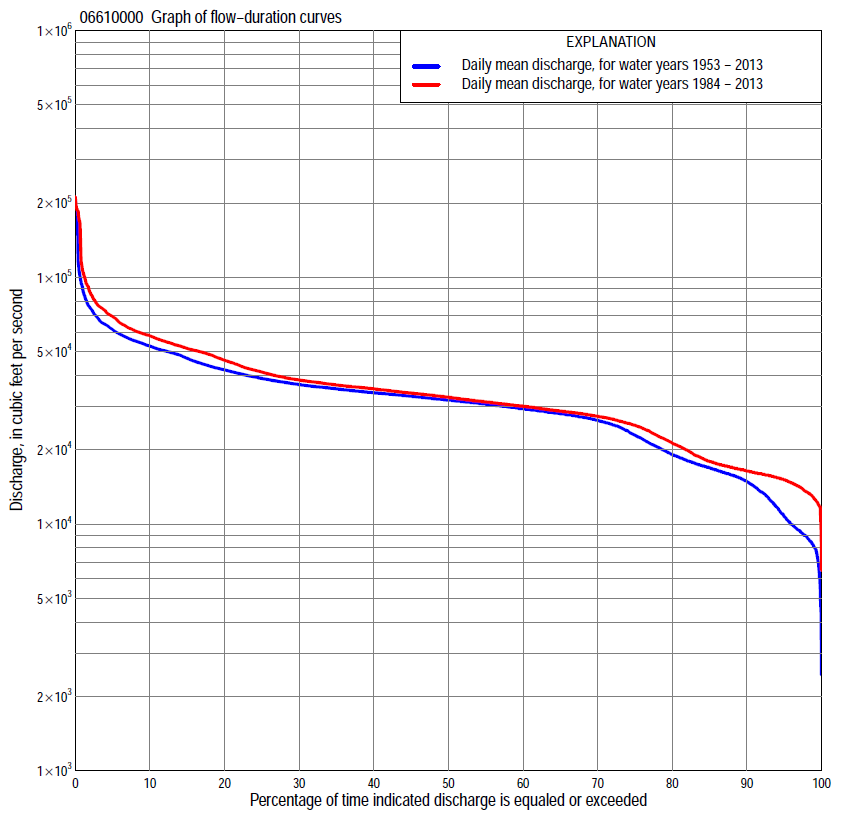 06610000 Graph of flow–duration curves
EXPLANATION
Daily mean discharge, for water years 1953 – 2013
Daily mean discharge, for water years 1984 – 2013
Discharge, in cubic feet per second
1×10⁶
5×10⁵
2×10⁵
1×10⁵
5×10⁴
2×10⁴
1×10⁴
5×10³
2×10³
1×10³
0 10 20 30 40 50 60 70 80 90 100
Percentage of time indicated discharge is equaled or exceeded